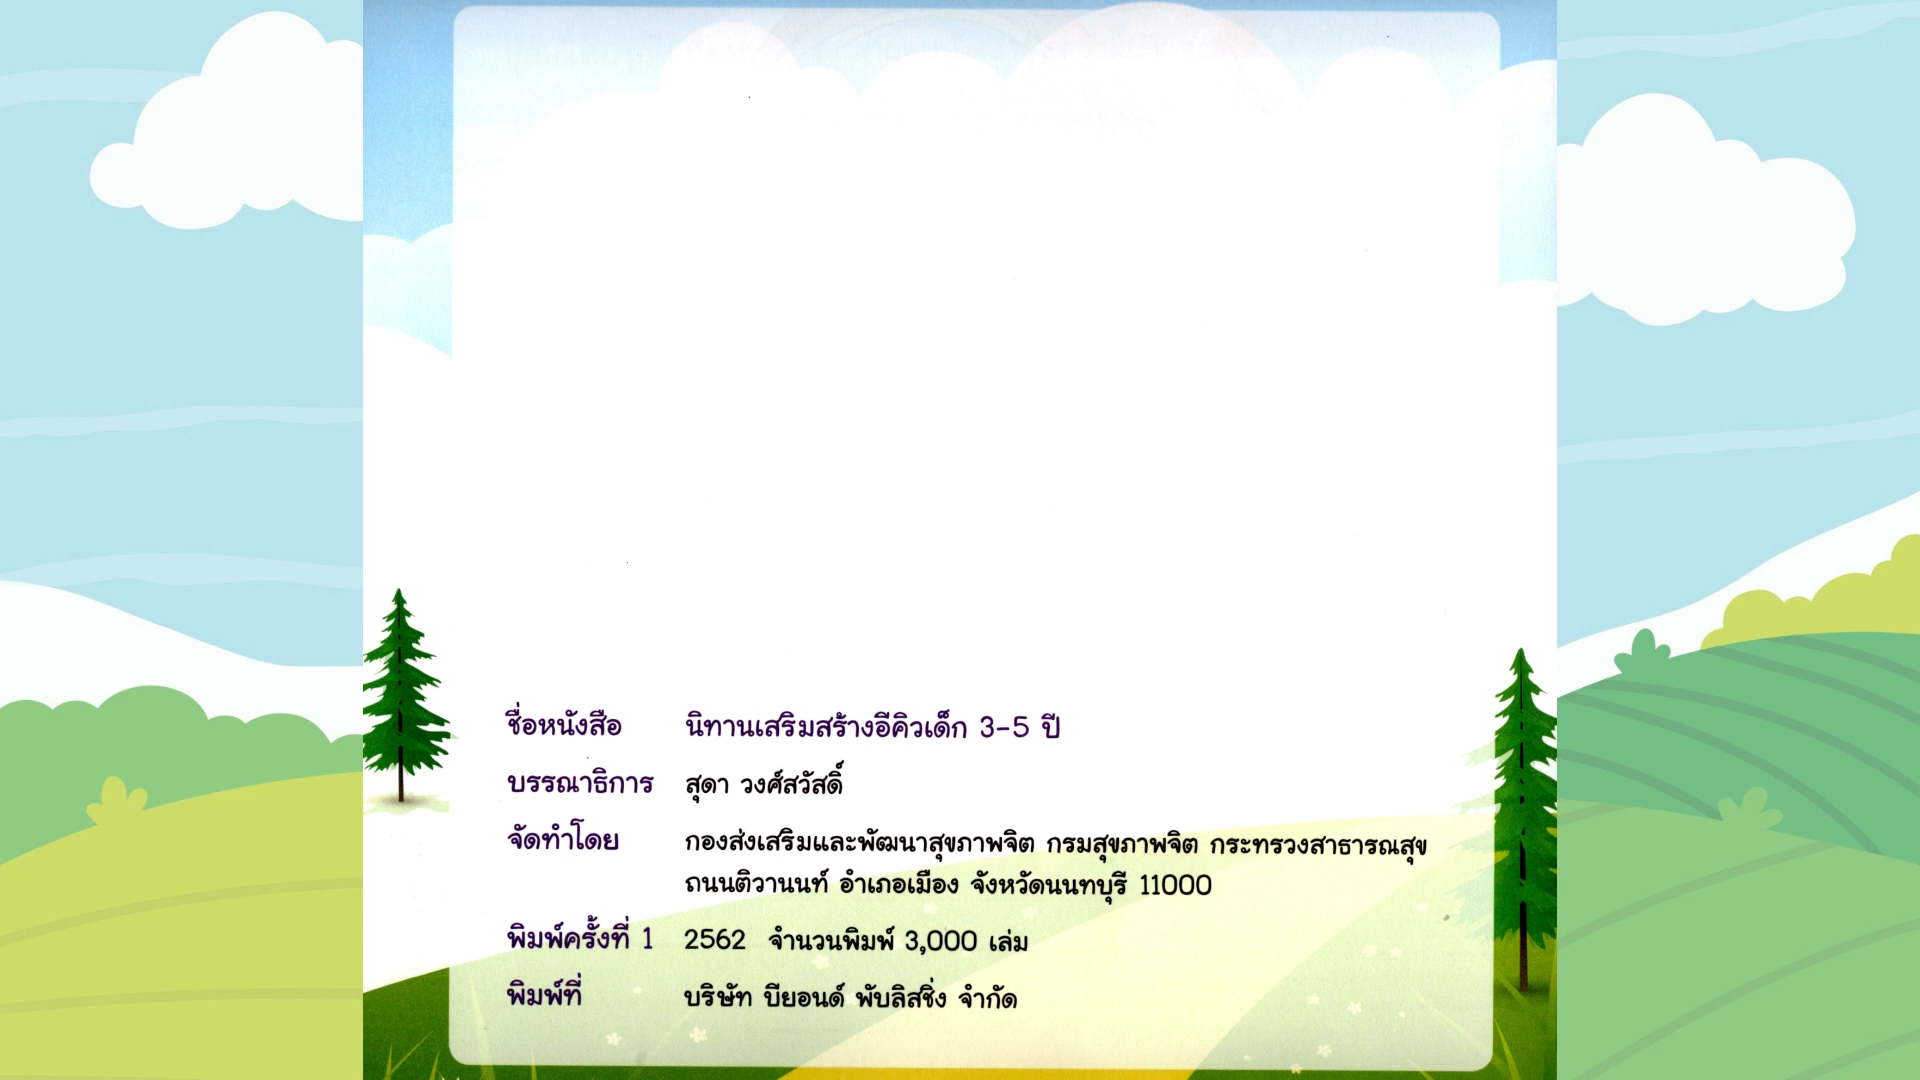 ชื่อหนังสือ นิทานเสริมสร้างอีคิวเด็ก 3-5 ปี
บรรณาธิการ สุดา วงศ์สวัสดิ์
จัดทำโดย กองส่งเสริมและพัฒนาสุขภาพจิต กรมสุขภาพจิต กระทรวงสาธารณสุข
ถนนติวานนท์ อำเภอเมือง จังหวัดนนทบุรี 11000
พิมพ์ครั้งที่ 1 2562 จำนวนพิมพ์ 3,000 เล่ม
พิมพ์ที่ บริษัท บียอนด์ พับลิสชิ่ง จำกัด